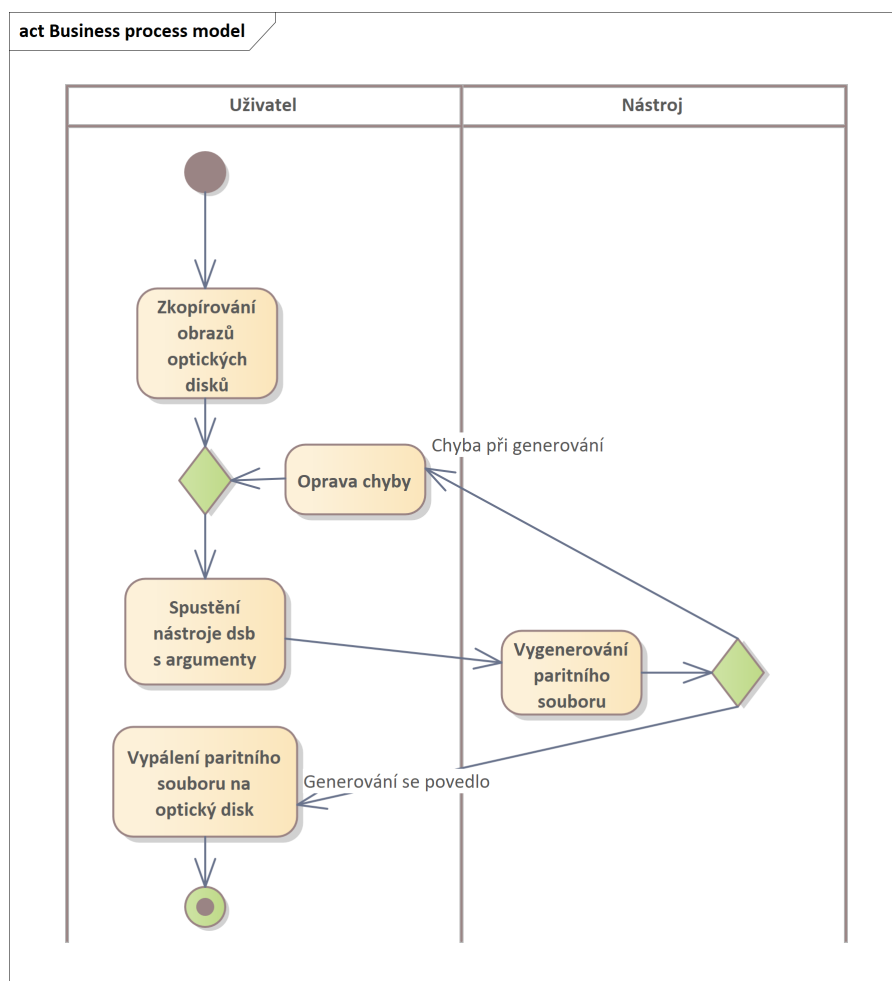 act Business process model
Uživatel
Nástroj
Zkopírování
obrazů
optických
disků
Chyba při generování
Oprava chyby
Spustění
nástroje dsb
s argumenty
Vygenerování
paritního
souboru
Vypálení paritního
souboru na
optický disk
Generování se povedlo